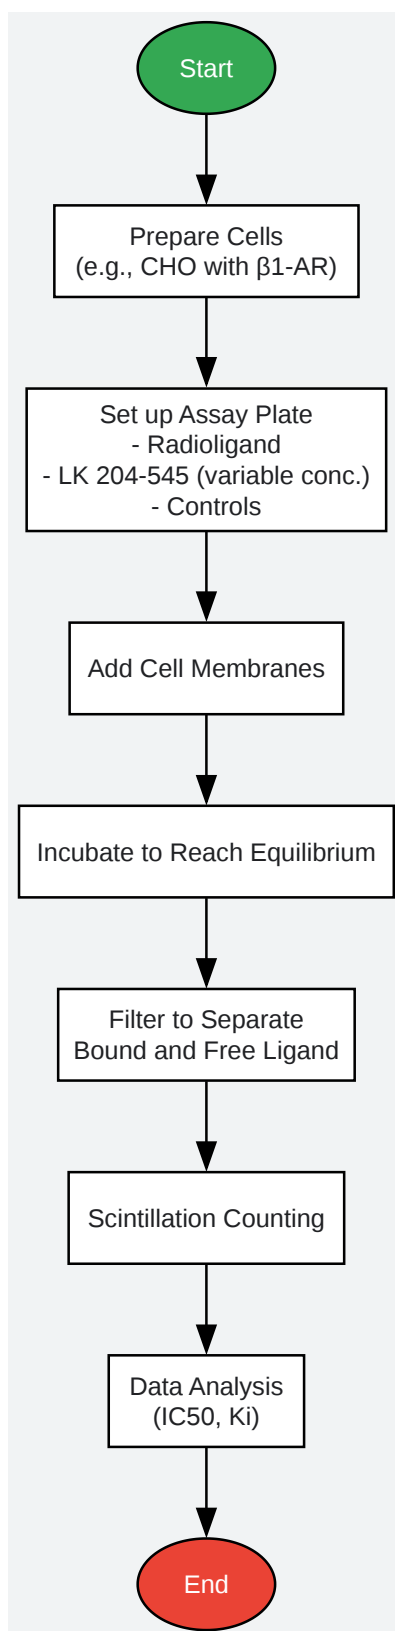 Start
Prepare Cells
(e.g., CHO with β1-AR)
Set up Assay Plate
- Radioligand
- LK 204-545 (variable conc.)
- Controls
Add Cell Membranes
Incubate to Reach Equilibrium
Filter to Separate
Bound and Free Ligand
Scintillation Counting
Data Analysis
(IC50, Ki)
End